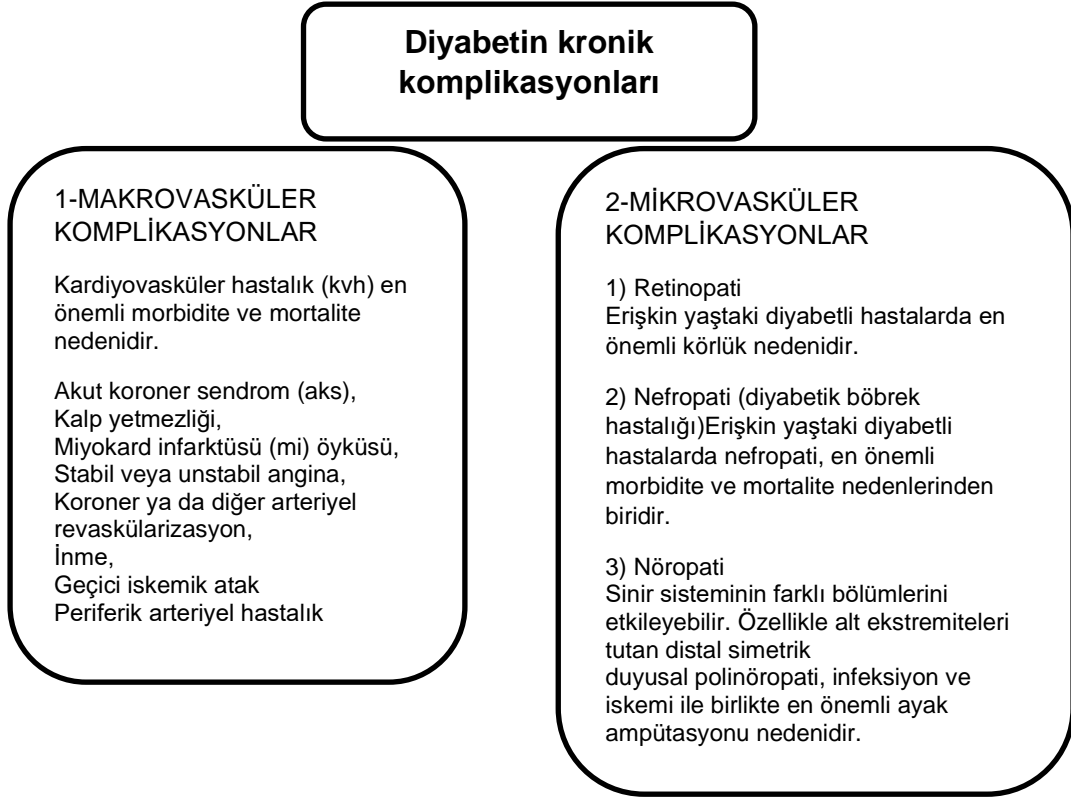 Diyabetin kronik
komplikasyonları
1-MAKROVASKÜLER
KOMPLİKASYONLAR
Kardiyovasküler hastalık (kvh) en
önemli morbidite ve mortalite
nedenidir.
Akut koroner sendrom (aks),
Kalp yetmezliği,
Miyokard infarktüsü (mi) öyküsü,
Stabil veya unstabil angina,
Koroner ya da diğer arteriyel
revaskülarizasyon,
İnme,
Geçici iskemik atak
Periferik arteriyel hastalık
2-MİKROVASKÜLER
KOMPLİKASYONLAR
1) Retinopati
Erişkin yaştaki diyabetli hastalarda en
önemli körlük nedenidir.
2) Nefropati (diyabetik böbrek
hastalığı)Erişkin yaştaki diyabetli
hastalarda nefropati, en önemli
morbidite ve mortalite nedenlerinden
biridir.
3) Nöropati
Sinir sisteminin farklı bölümlerini
etkileyebilir. Özellikle alt ekstremiteleri
tutan distal simetrik
duyusal polinöropati, infeksiyon ve
iskemi ile birlikte en önemli ayak
ampütasyonu nedenidir.